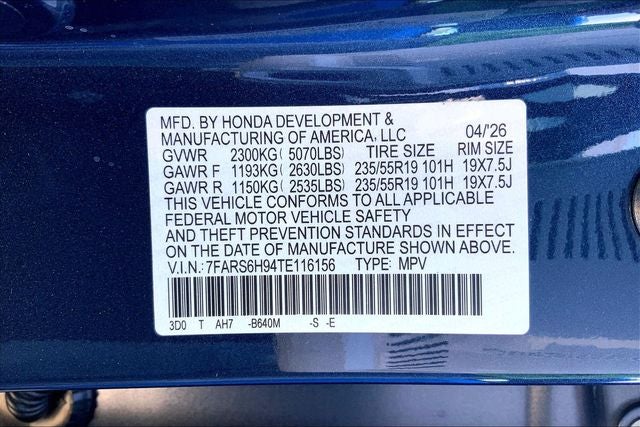 MFD. BY HONDA DEVELOPMENT &
MANUFACTURING OF AMERICA, LLC 04/'26
GVWR 2300KG ( 5070LBS) TIRE SIZE RIM SIZE
GAWR F 1193KG ( 2630LBS) 235/55R19 101H 19X7.5J
GAWR R 1150KG ( 2535LBS) 235/55R19 101H 19X7.5J
THIS VEHICLE CONFORMS TO ALL APPLICABLE
FEDERAL MOTOR VEHICLE SAFETY
AND THEFT PREVENTION STANDARDS IN EFFECT
ON THE DATE OF MANUFACTURE SHOWN ABOVE.
V.I.N.: 7FARS6H94TE116156 TYPE: MPV
3D0 T AH7 -B640M -S -E